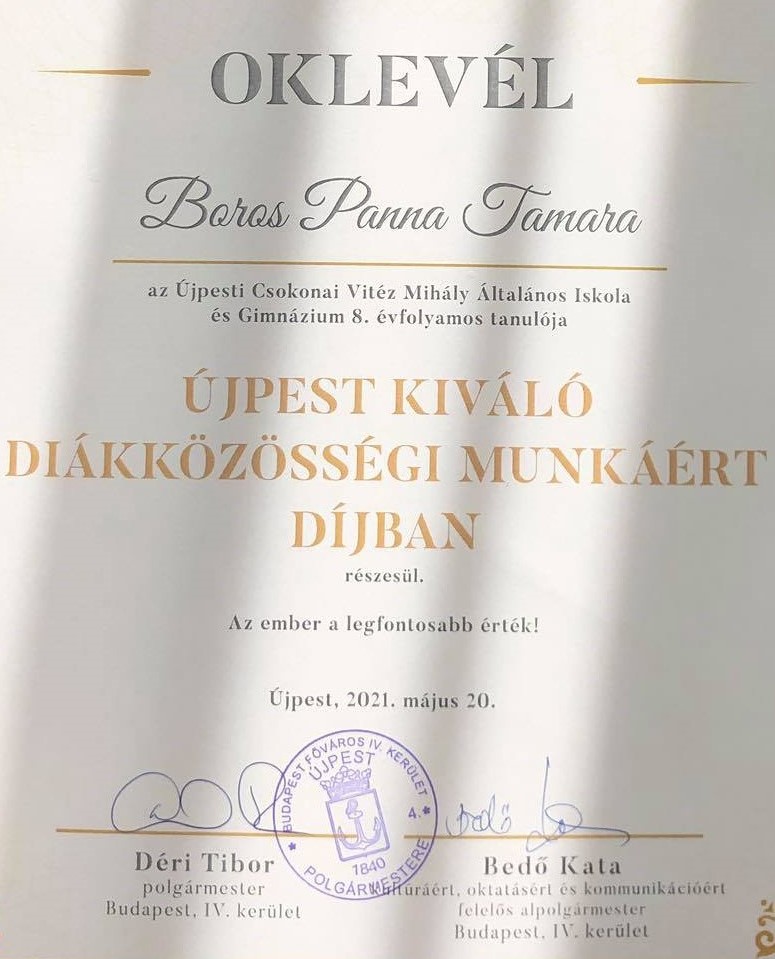 OKLEVÉL
Boros Panna Tamara
az Újpesti Csokonai Vitéz Mihály Általános Iskola
és Gimnázium 8. évfolyamos tanulója
ÚJPEST KIVÁLÓ
DIÁKKÖZÖSSÉGI MUNKÁÉRT
DÍJBAN
részesül.
Az ember a legfontosabb érték!
Újpest, 2021. május 20.
BUDAPEST FŐVÁROS IV. KERÜLET
ÚJPEST
4.
1840
POLGÁRMESTERE
Déri Tibor
polgármester
Budapest, IV. kerület
Bedő Kata
kultúráért, oktatásért és kommunikációért
felelős alpolgármester
Budapest, IV. kerület